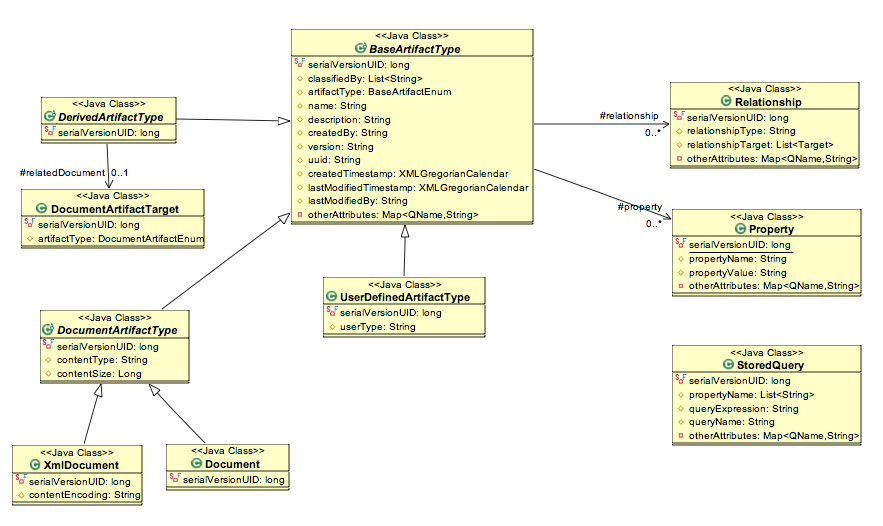 <<Java Class>>
BaseArtifactType
serialVersionUID: long
classifiedBy: List<String>
artifactType: BaseArtifactEnum
name: String
description: String
createdBy: String
version: String
uuid: String
createdTimestamp: XMLGregorianCalendar
lastModifiedTimestamp: XMLGregorianCalendar
lastModifiedBy: String
otherAttributes: Map<QName,String>
<<Java Class>>
DerivedArtifactType
serialVersionUID: long
#relatedDocument 0..1
<<Java Class>>
DocumentArtifactTarget
serialVersionUID: long
artifactType: DocumentArtifactEnum
#relationship
0..*
<<Java Class>>
Relationship
serialVersionUID: long
relationshipType: String
relationshipTarget: List<Target>
otherAttributes: Map<QName,String>
#property
0..*
<<Java Class>>
Property
serialVersionUID: long
propertyName: String
propertyValue: String
otherAttributes: Map<QName,String>
<<Java Class>>
UserDefinedArtifactType
serialVersionUID: long
userType: String
<<Java Class>>
DocumentArtifactType
serialVersionUID: long
contentType: String
contentSize: Long
<<Java Class>>
StoredQuery
serialVersionUID: long
propertyName: List<String>
queryExpression: String
queryName: String
otherAttributes: Map<QName,String>
<<Java Class>>
XmlDocument
serialVersionUID: long
contentEncoding: String
<<Java Class>>
Document
serialVersionUID: long